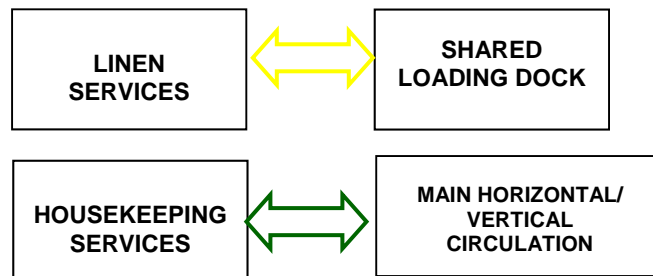 LINEN
SERVICES
SHARED
LOADING DOCK
HOUSEKEEPING
SERVICES
MAIN HORIZONTAL/
VERTICAL
CIRCULATION